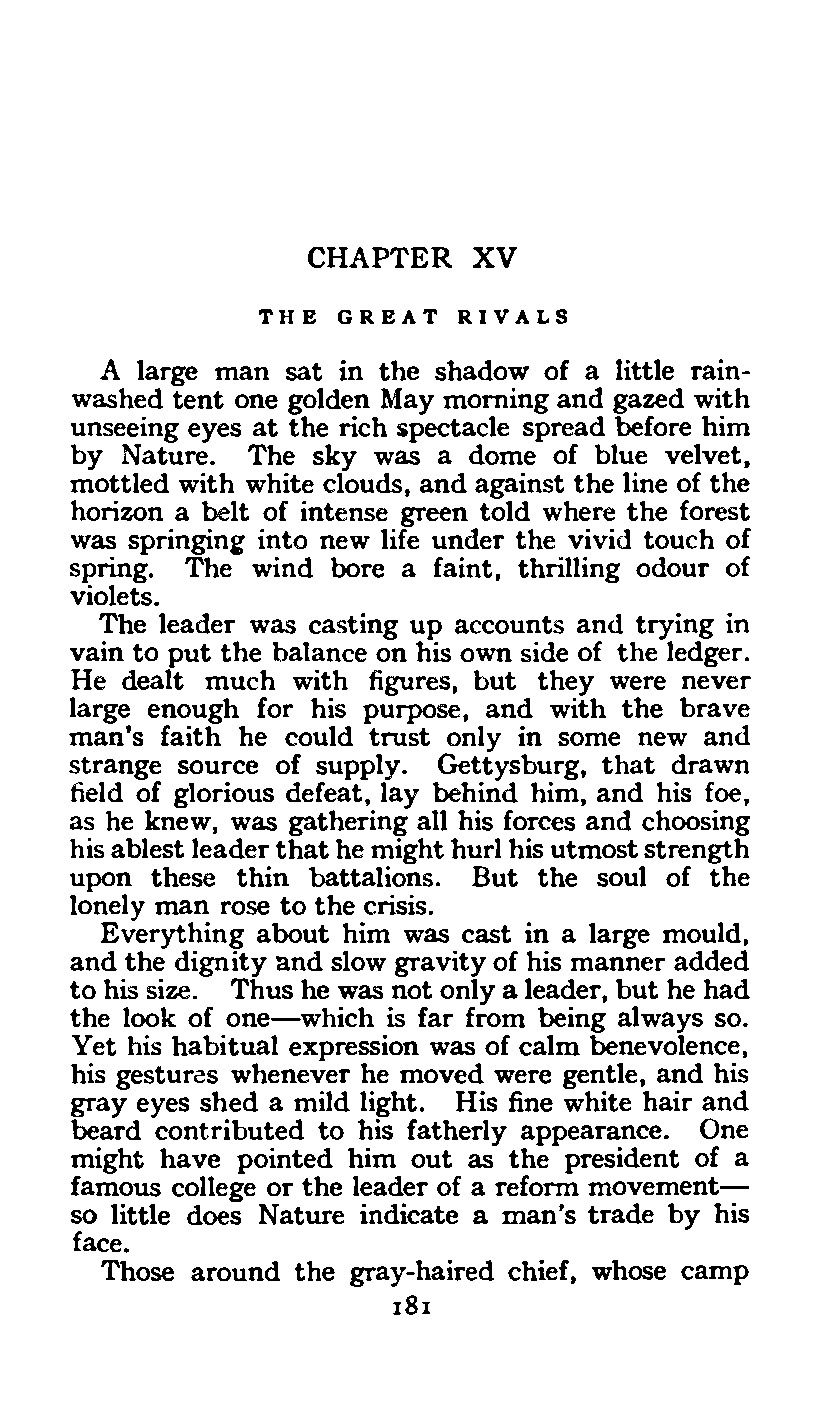 CHAPTER XV
THE GREAT RIVALS
A large man sat in the shadow of a little rain-
washed tent one golden May morning and gazed with
unseeing eyes at the rich spectacle spread before him
by Nature. The sky was a dome of blue velvet,
mottled with white clouds, and against the line of the
horizon a belt of intense green told where the forest
was springing into new life under the vivid touch of
spring. The wind bore a faint, thrilling odour of
violets.
The leader was casting up accounts and trying in
vain to put the balance on his own side of the ledger.
He dealt much with figures, but they were never
large enough for his purpose, and with the brave
man's faith he could trust only in some new and
strange source of supply. Gettysburg, that drawn
field of glorious defeat, lay behind him, and his foe,
as he knew, was gathering all his forces and choosing
his ablest leader that he might hurl his utmost strength
upon these thin battalions. But the soul of the
lonely man rose to the crisis.
Everything about him was cast in a large mould,
and the dignity and slow gravity of his manner added
to his size. Thus he was not only a leader, but he had
the look of one—which is far from being always so.
Yet his habitual expression was of calm benevolence,
his gestures whenever he moved were gentle, and his
gray eyes shed a mild light. His fine white hair and
beard contributed to his fatherly appearance. One
might have pointed him out as the president of a
famous college or the leader of a reform movement—
so little does Nature indicate a man's trade by his
face.
Those around the gray-haired chief, whose camp
181